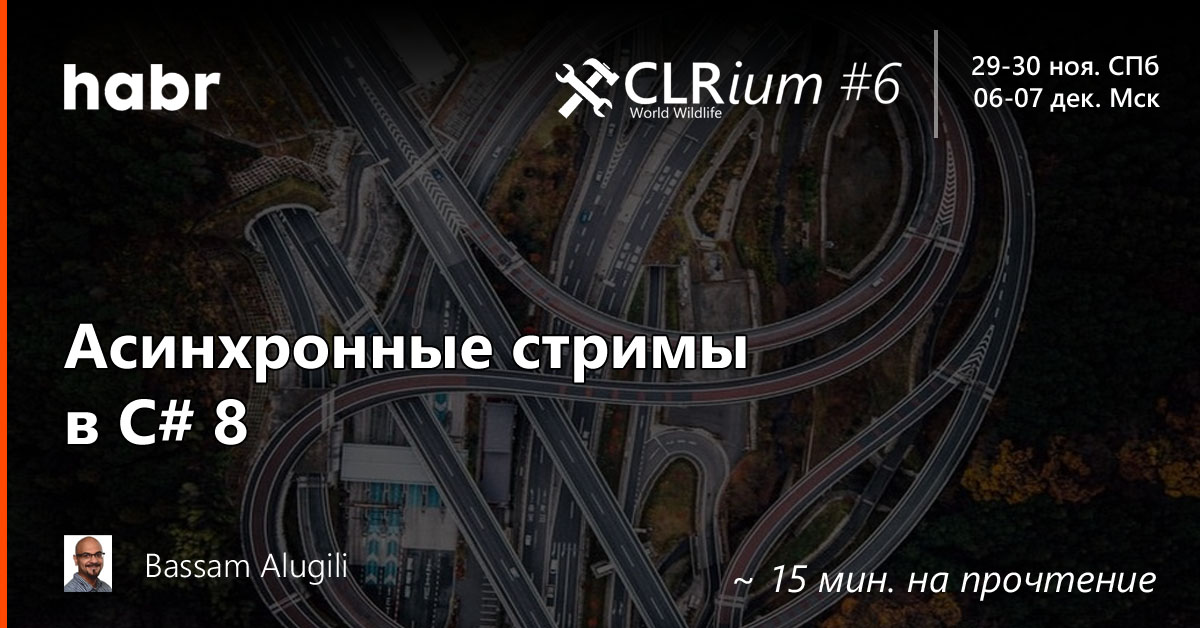 habr
CLRium #6
World Wildlife
29-30 ноя. СПб
06-07 дек. Мск
Асинхронные стримы
в C# 8
Bassam Alugili
~ 15 мин. на прочтение